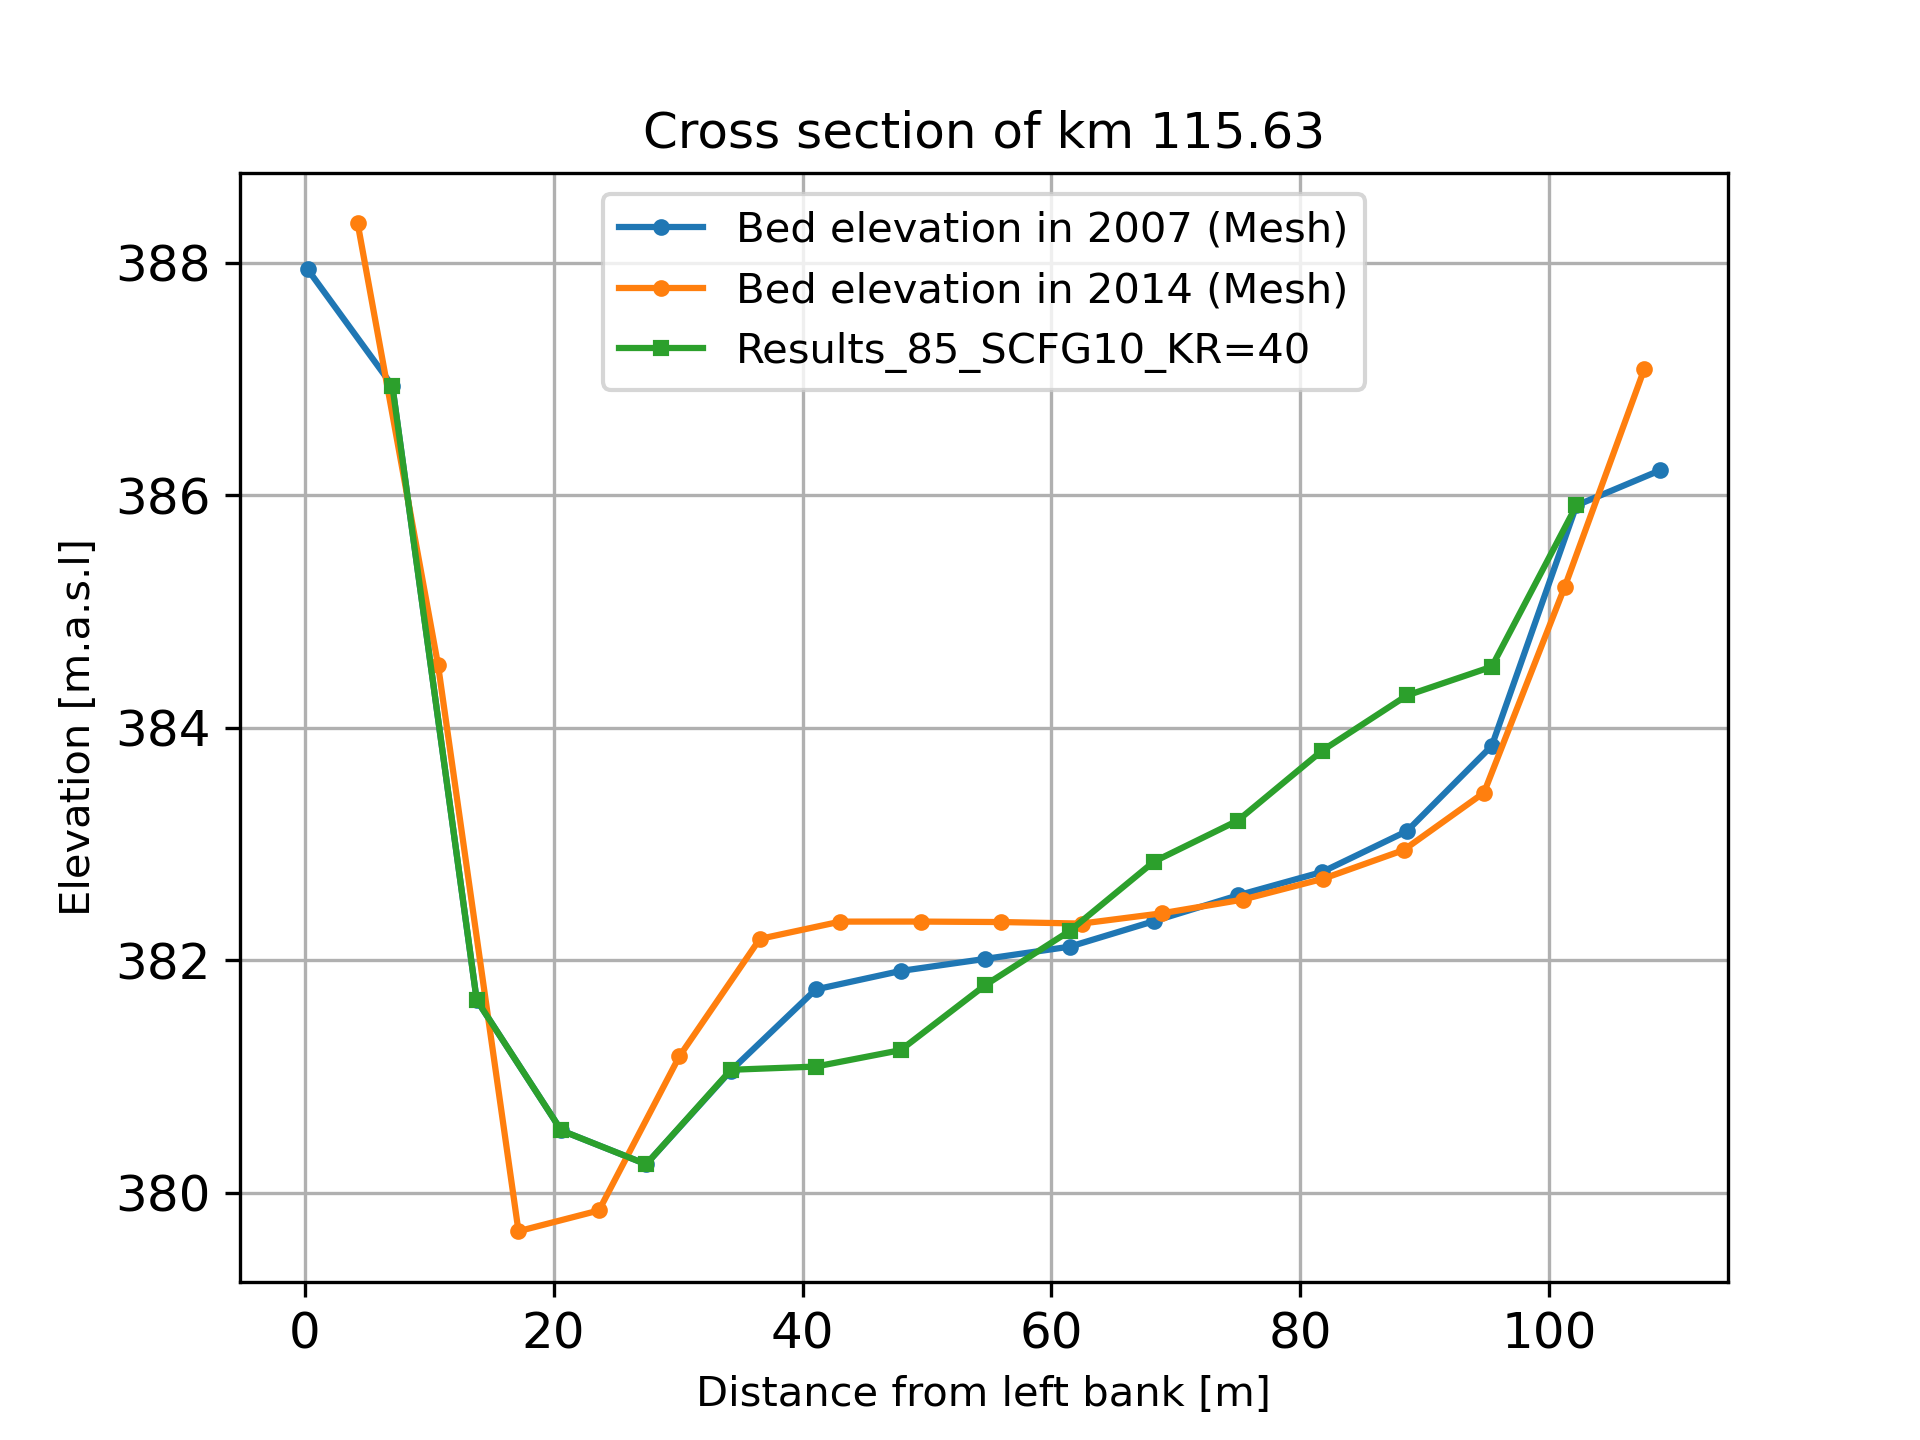 Cross section of km 115.63
Bed elevation in 2007 (Mesh)
Bed elevation in 2014 (Mesh)
Results_85_SCFG10_KR=40
Elevation [m.a.s.l]
388
386
384
382
380
0 20 40 60 80 100
Distance from left bank [m]